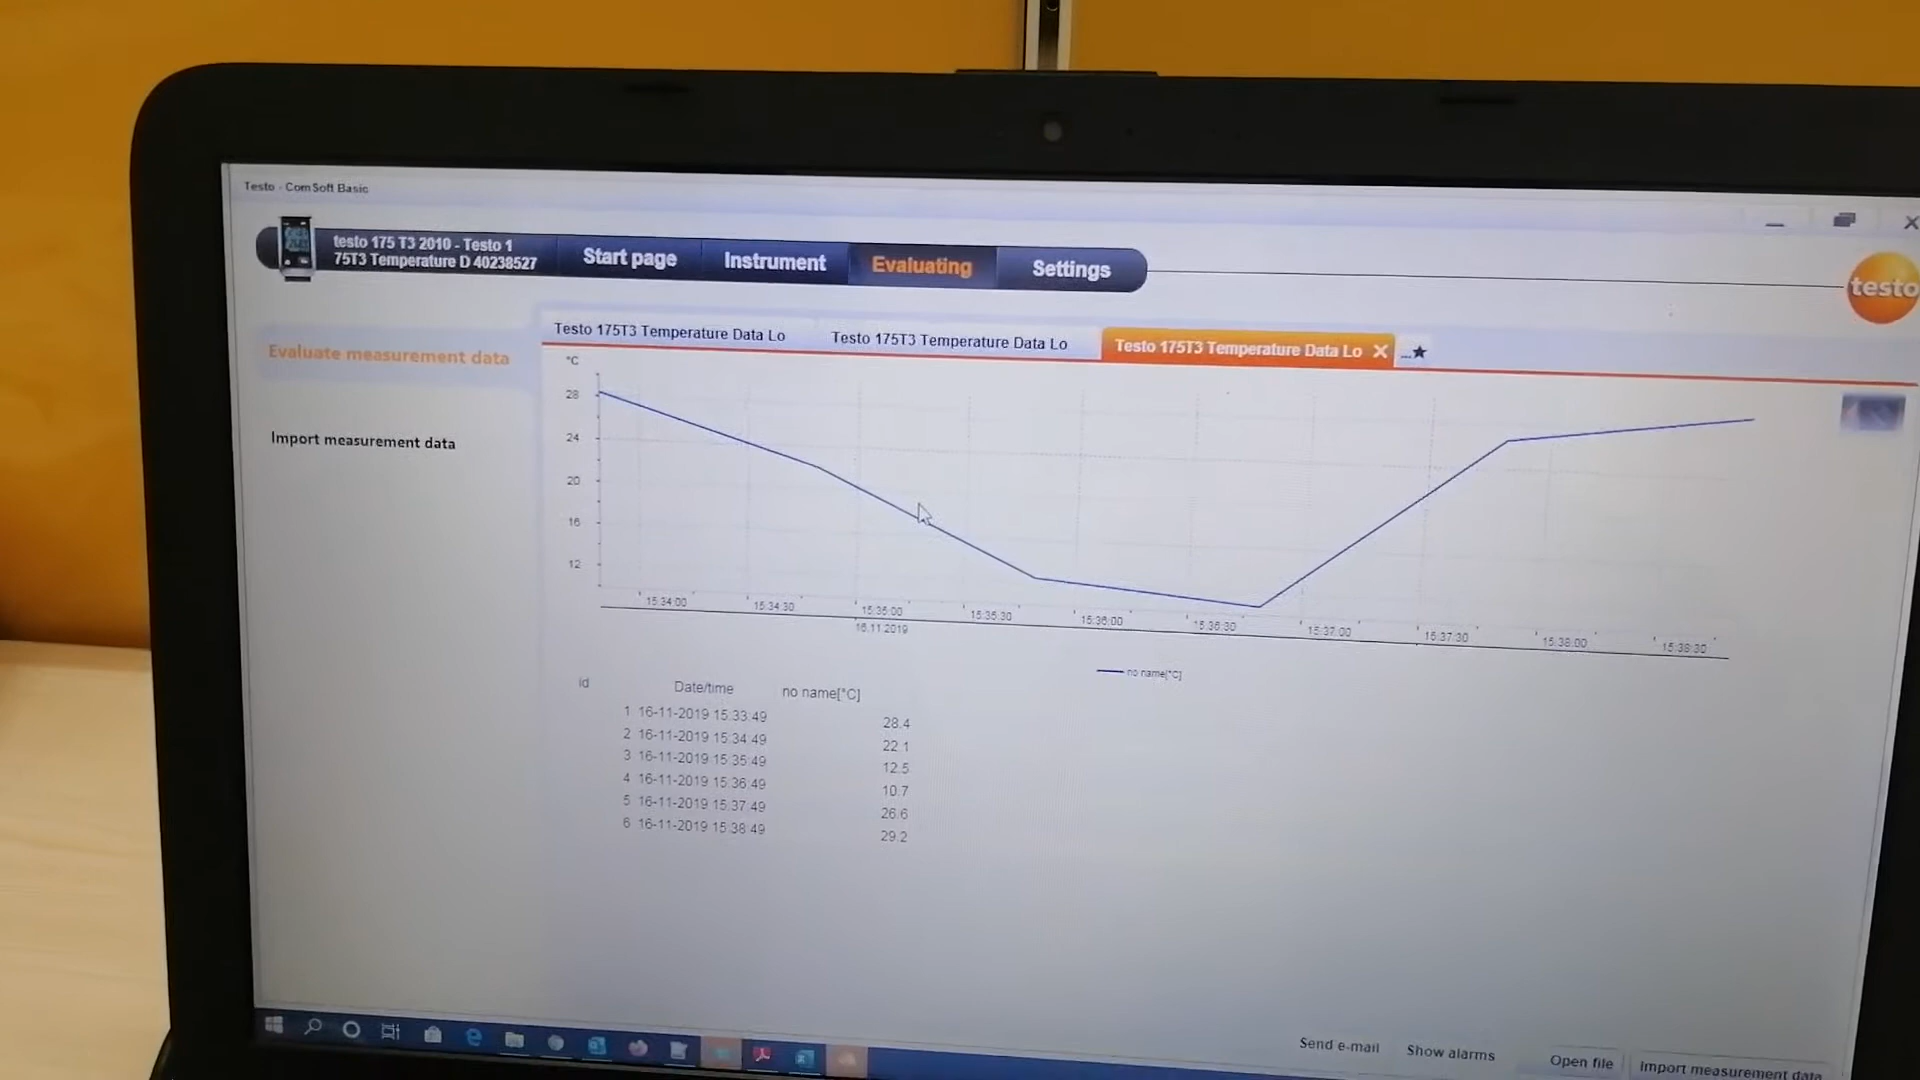 Testo - ComSoft Basic
testo 175 T3 2010 - Testo 1
75T3 Temperature D 40238527
Start page
Instrument
Evaluating
Settings
testo
Evaluate measurement data
Import measurement data
Testo 175T3 Temperature Data Lo
Testo 175T3 Temperature Data Lo
Testo 175T3 Temperature Data Lo
...
°C
28
24
20
16
12
15:34:00
15:34:30
15:35:00
15:35:30
15:36:00
15:36:30
15:37:00
15:37:30
15:38:00
15:38:30
16.11.2019
no name[°C]
id Date/time no name[°C]
1 16-11-2019 15:33:49 28.4
2 16-11-2019 15:34:49 22.1
3 16-11-2019 15:35:49 12.5
4 16-11-2019 15:36:49 10.7
5 16-11-2019 15:37:49 26.6
6 16-11-2019 15:38:49 29.2
Send e-mail
Show alarms
Open file
Import measurement data